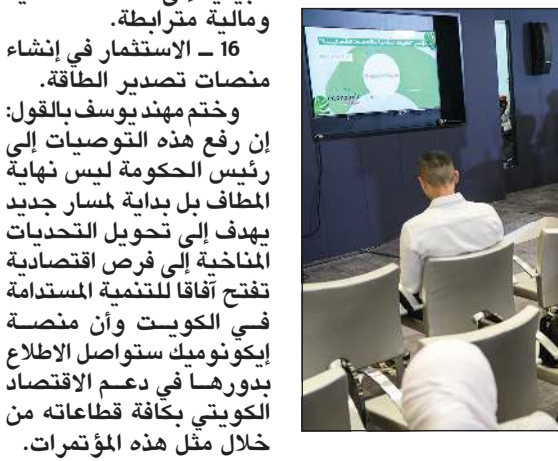 ومالية مترابطة.
16 ــ الاستثمار في إنشاء
منصات تصدير الطاقة.
وختم مهند يوسف بالقول:
إن رفع هذه التوصيات إلى
رئيس الحكومة ليس نهاية
المطاف بل بداية لمسار جديد
يهدف إلى تحويل التحديات
المناخية إلى فرص اقتصادية
تفتح آفاقا للتنمية المستدامة
في الكويت وأن منصة
إيكونوميك ستواصل الاطلاع
بدورها في دعم الاقتصاد
الكويتي بكافة قطاعاته من
خلال مثل هذه المؤتمرات.